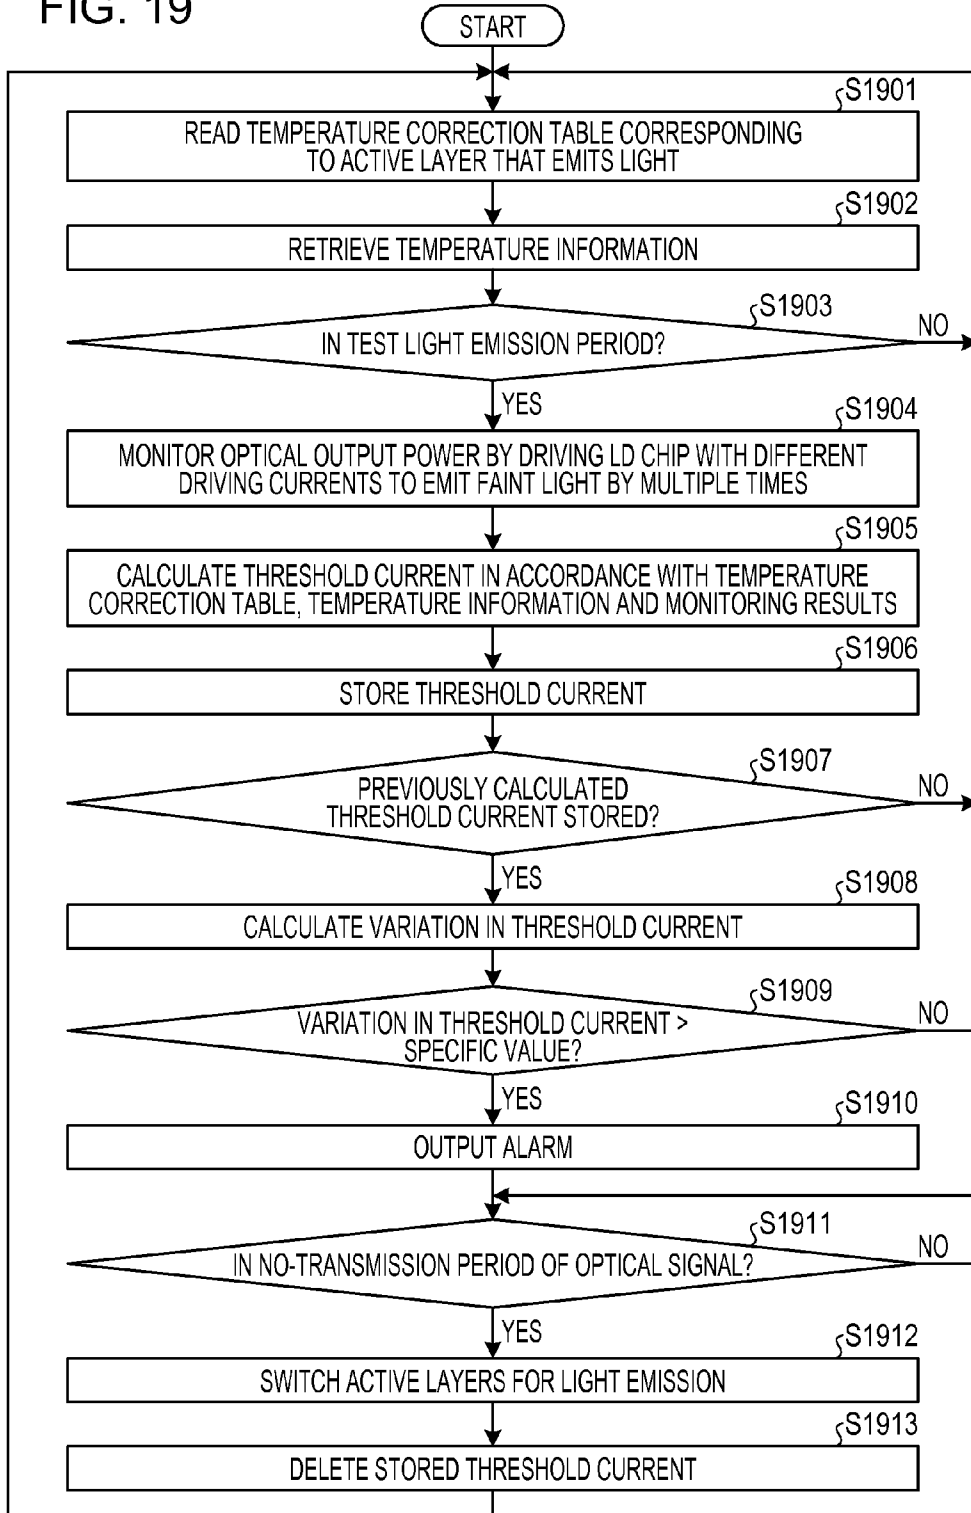 FIG. 19
START
S1901
READ TEMPERATURE CORRECTION TABLE CORRESPONDING
TO ACTIVE LAYER THAT EMITS LIGHT
S1902
RETRIEVE TEMPERATURE INFORMATION
S1903
IN TEST LIGHT EMISSION PERIOD?
NO
YES
S1904
MONITOR OPTICAL OUTPUT POWER BY DRIVING LD CHIP WITH DIFFERENT
DRIVING CURRENTS TO EMIT FAINT LIGHT BY MULTIPLE TIMES
S1905
CALCULATE THRESHOLD CURRENT IN ACCORDANCE WITH TEMPERATURE
CORRECTION TABLE, TEMPERATURE INFORMATION AND MONITORING RESULTS
S1906
STORE THRESHOLD CURRENT
S1907
PREVIOUSLY CALCULATED
THRESHOLD CURRENT STORED?
NO
YES
S1908
CALCULATE VARIATION IN THRESHOLD CURRENT
S1909
VARIATION IN THRESHOLD CURRENT >
SPECIFIC VALUE?
NO
YES
S1910
OUTPUT ALARM
S1911
IN NO-TRANSMISSION PERIOD OF OPTICAL SIGNAL?
NO
YES
S1912
SWITCH ACTIVE LAYERS FOR LIGHT EMISSION
S1913
DELETE STORED THRESHOLD CURRENT